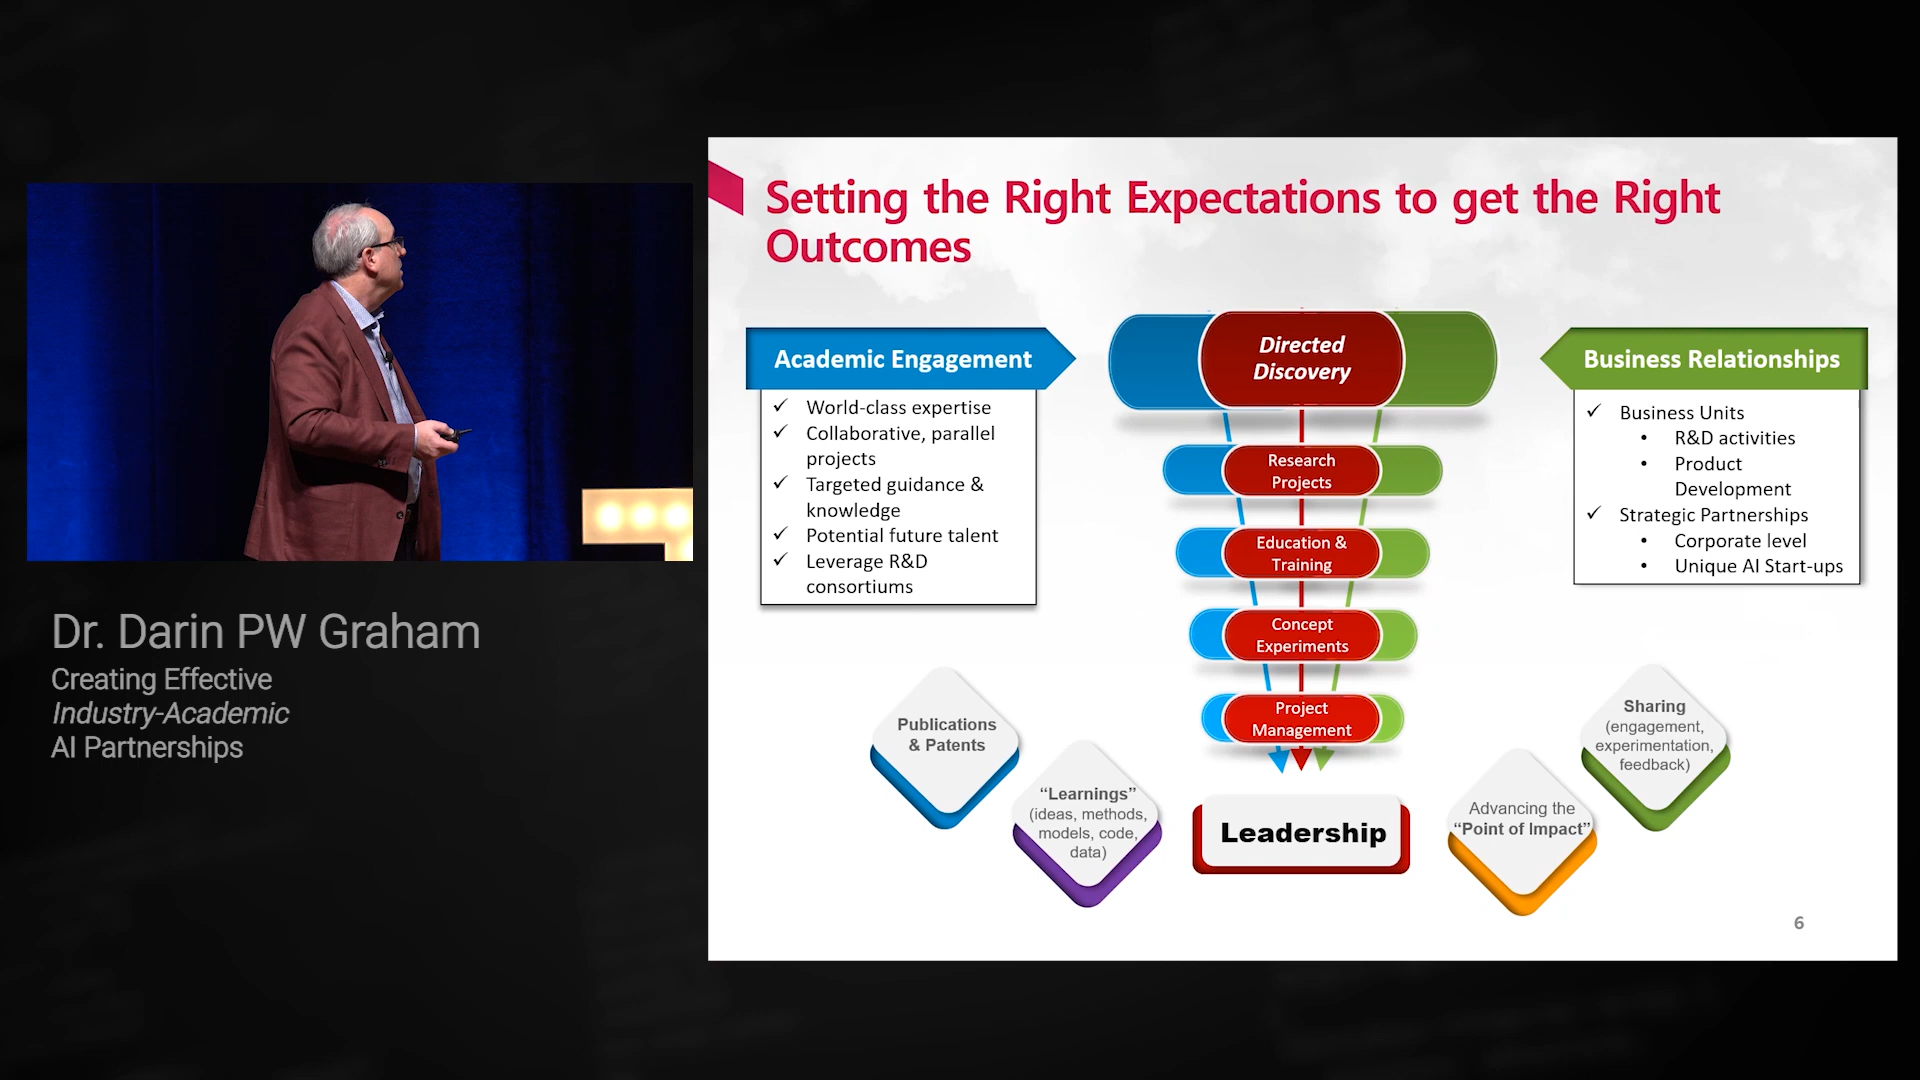 Setting the Right Expectations to get the Right
Outcomes
Academic Engagement
✓ World-class expertise
✓ Collaborative, parallel
projects
✓ Targeted guidance &
knowledge
✓ Potential future talent
✓ Leverage R&D
consortiums
Directed
Discovery
Research
Projects
Education &
Training
Concept
Experiments
Project
Management
Leadership
Business Relationships
✓ Business Units
• R&D activities
• Product
Development
✓ Strategic Partnerships
• Corporate level
• Unique AI Start-ups
Publications
& Patents
“Learnings”
(ideas, methods,
models, code,
data)
Advancing the
“Point of Impact”
Sharing
(engagement,
experimentation,
feedback)
6
Dr. Darin PW Graham
Creating Effective
Industry-Academic
AI Partnerships